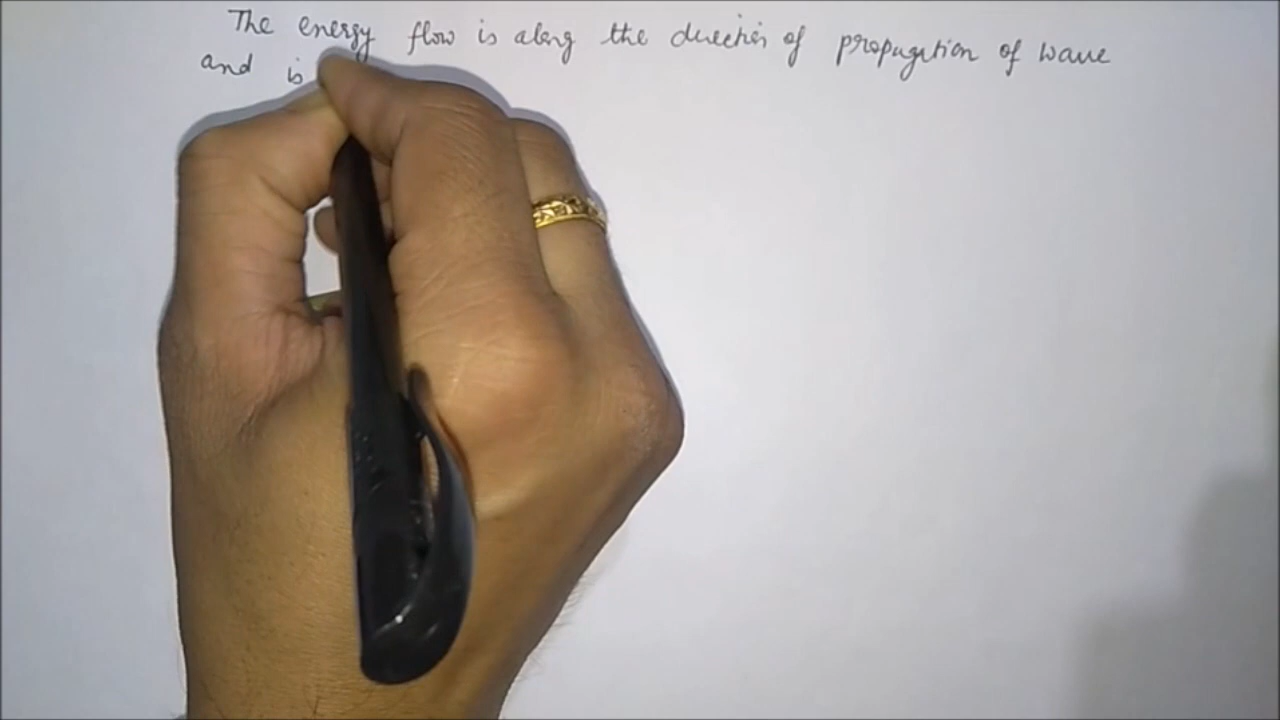 The energy flow is along the direction of propagation of wave
and is